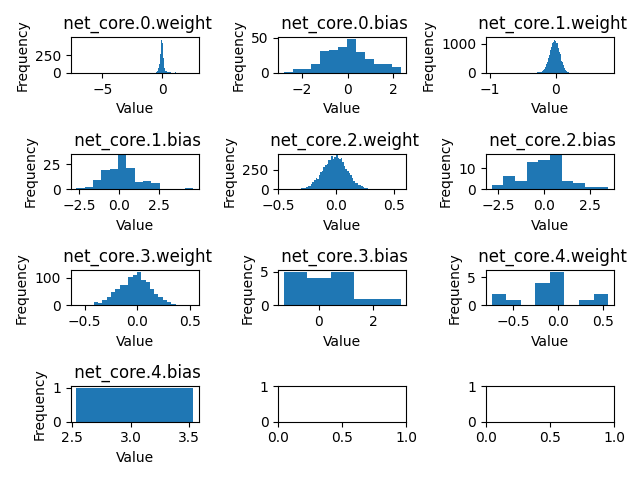 net_core.0.weight net_core.0.bias net_core.1.weight
Frequency 250 0 Frequency 50 0 Frequency 1000 0
−5 0 −2 0 2 −1 0
Value Value Value
net_core.1.bias net_core.2.weight net_core.2.bias
Frequency 25 0 Frequency 250 0 Frequency 10 0
−2.5 0.0 2.5 −0.5 0.0 0.5 −2.5 0.0 2.5
Value Value Value
net_core.3.weight net_core.3.bias net_core.4.weight
Frequency 100 0 Frequency 5 0 Frequency 5 0
−0.5 0.0 0.5 0 2 −0.5 0.0 0.5
Value Value Value
net_core.4.bias
Frequency 1 0 1 0 1 0
2.5 3.0 3.5 0.0 0.5 1.0 0.0 0.5 1.0
Value